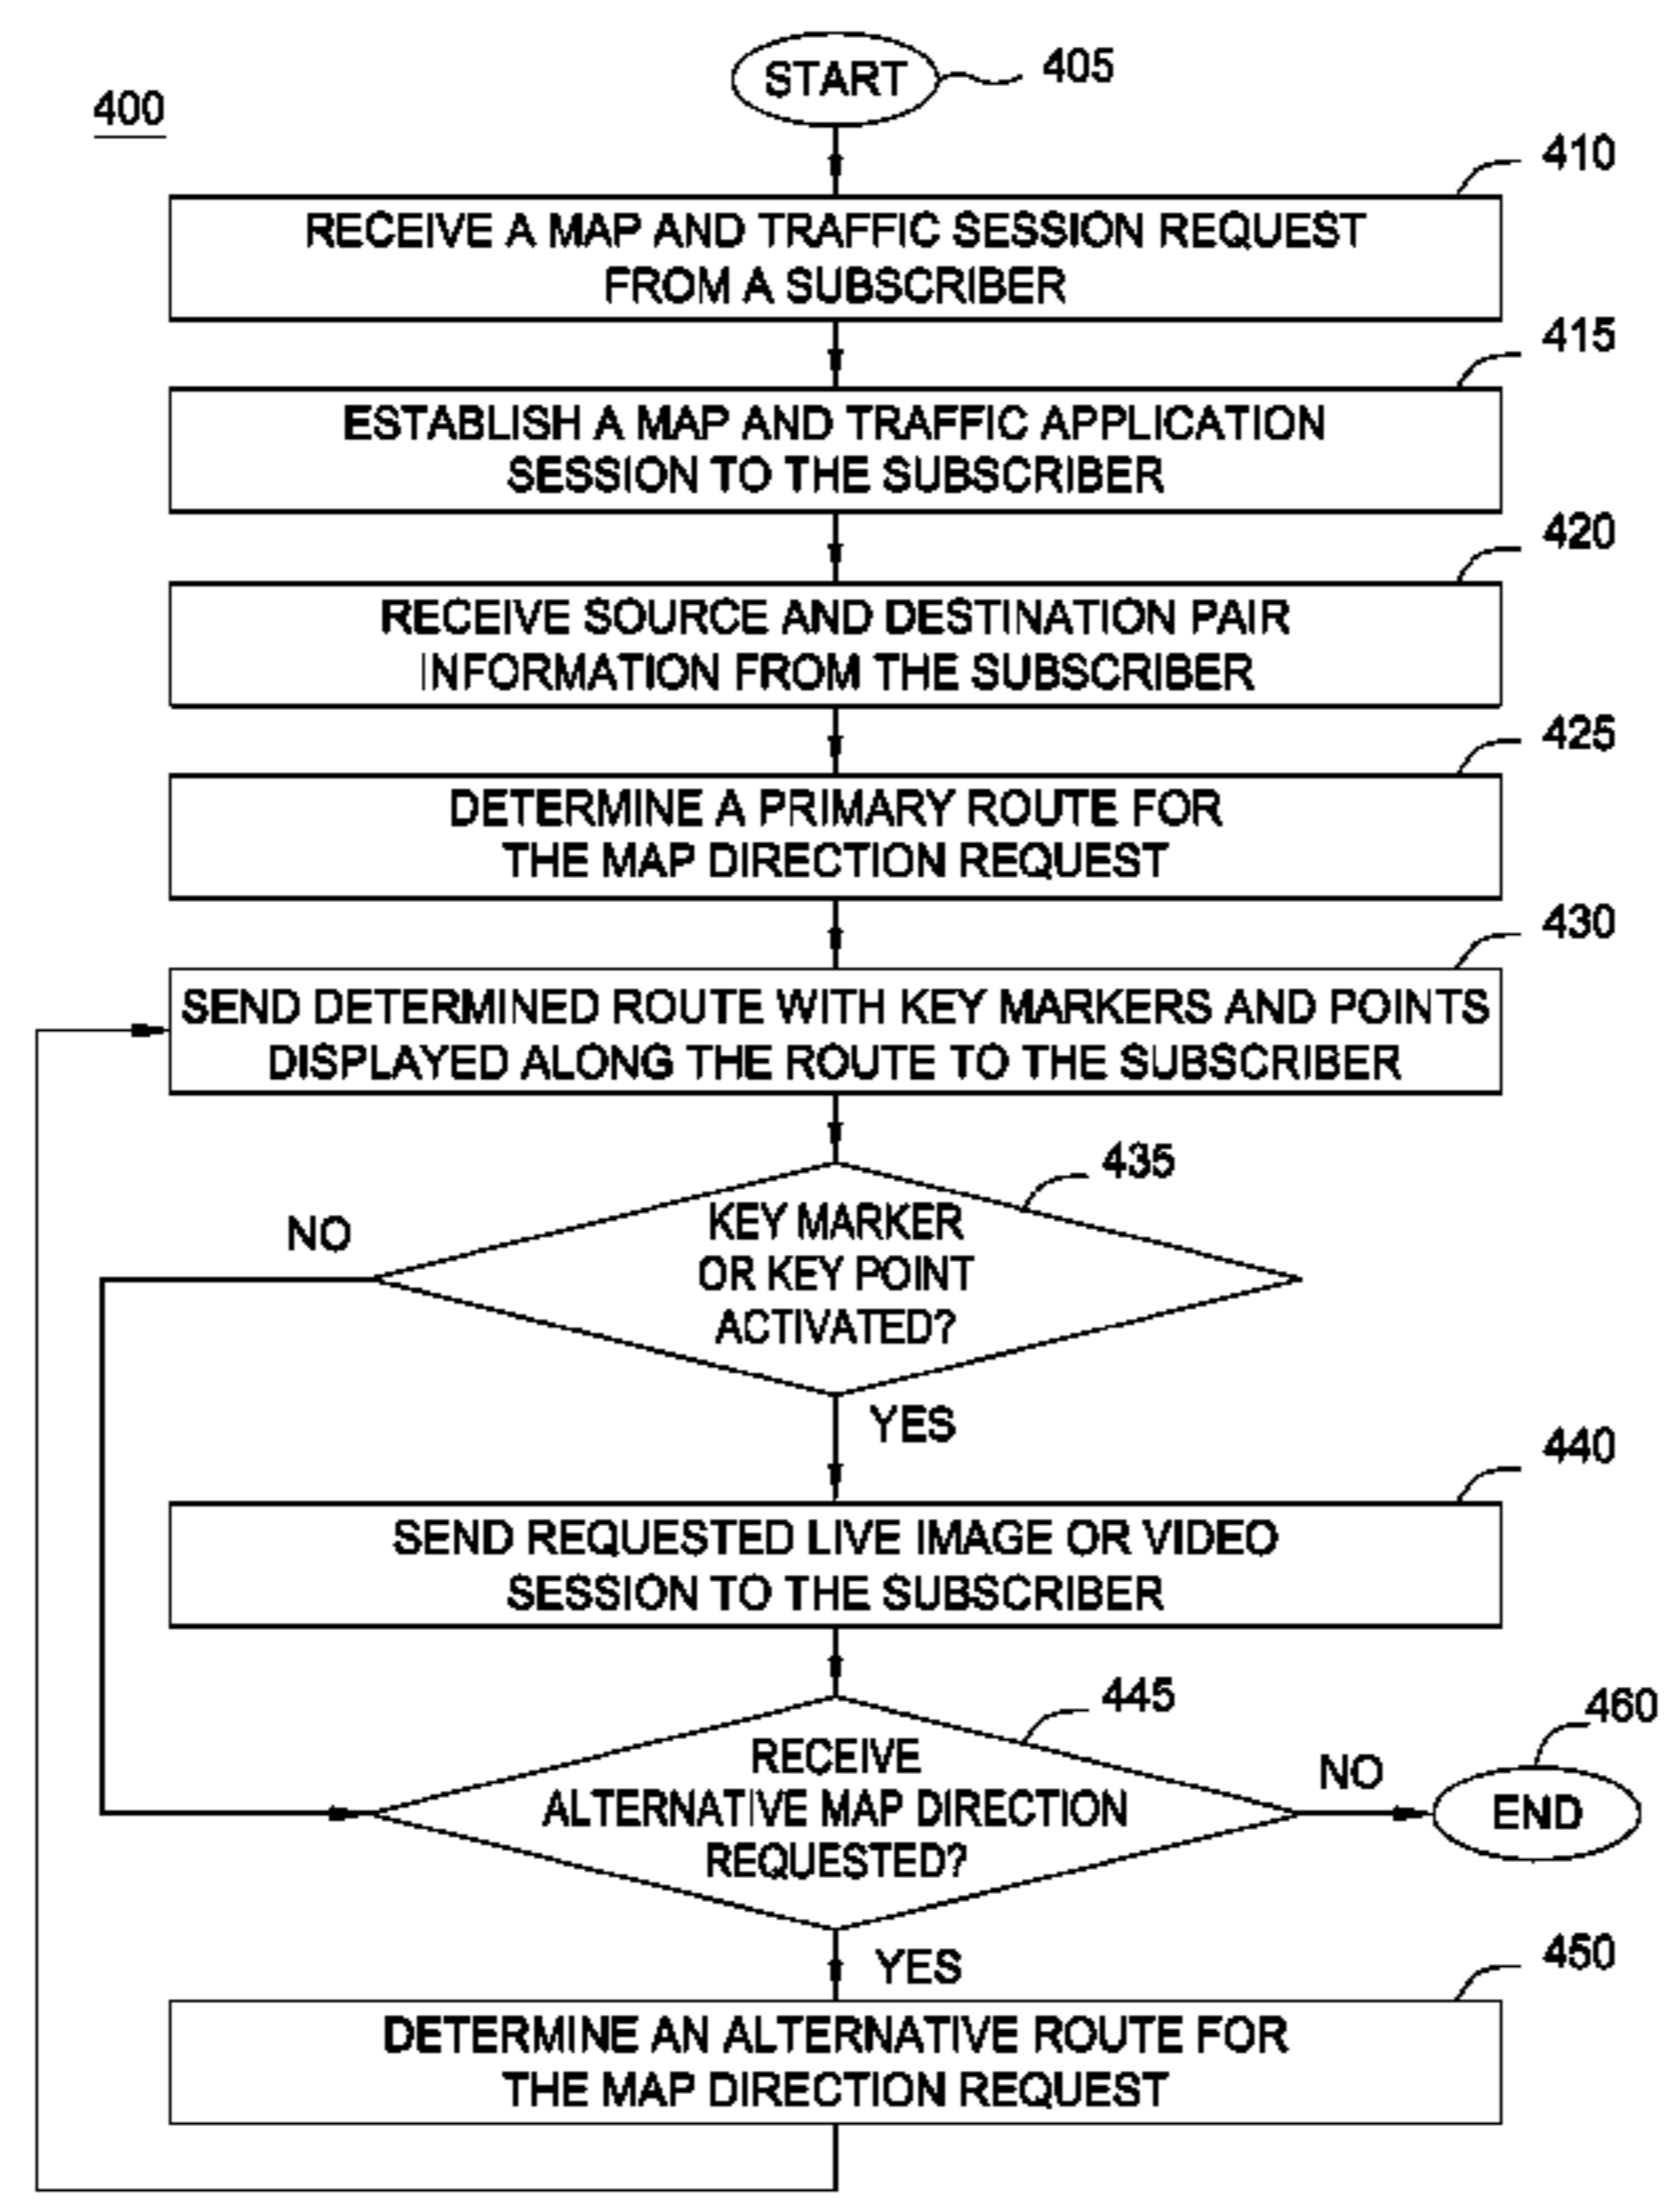 START
405
400
410
RECEIVE A MAP AND TRAFFIC SESSION REQUEST
FROM A SUBSCRIBER
415
ESTABLISH A MAP AND TRAFFIC APPLICATION
SESSION TO THE SUBSCRIBER
420
RECEIVE SOURCE AND DESTINATION PAIR
INFORMATION FROM THE SUBSCRIBER
425
DETERMINE A PRIMARY ROUTE FOR
THE MAP DIRECTION REQUEST
430
SEND DETERMINED ROUTE WITH KEY MARKERS AND POINTS
DISPLAYED ALONG THE ROUTE TO THE SUBSCRIBER
435
NO
KEY MARKER
OR KEY POINT
ACTIVATED?
YES
440
SEND REQUESTED LIVE IMAGE OR VIDEO
SESSION TO THE SUBSCRIBER
445
460
RECEIVE
ALTERNATIVE MAP DIRECTION
REQUESTED?
NO
END
YES
450
DETERMINE AN ALTERNATIVE ROUTE FOR
THE MAP DIRECTION REQUEST